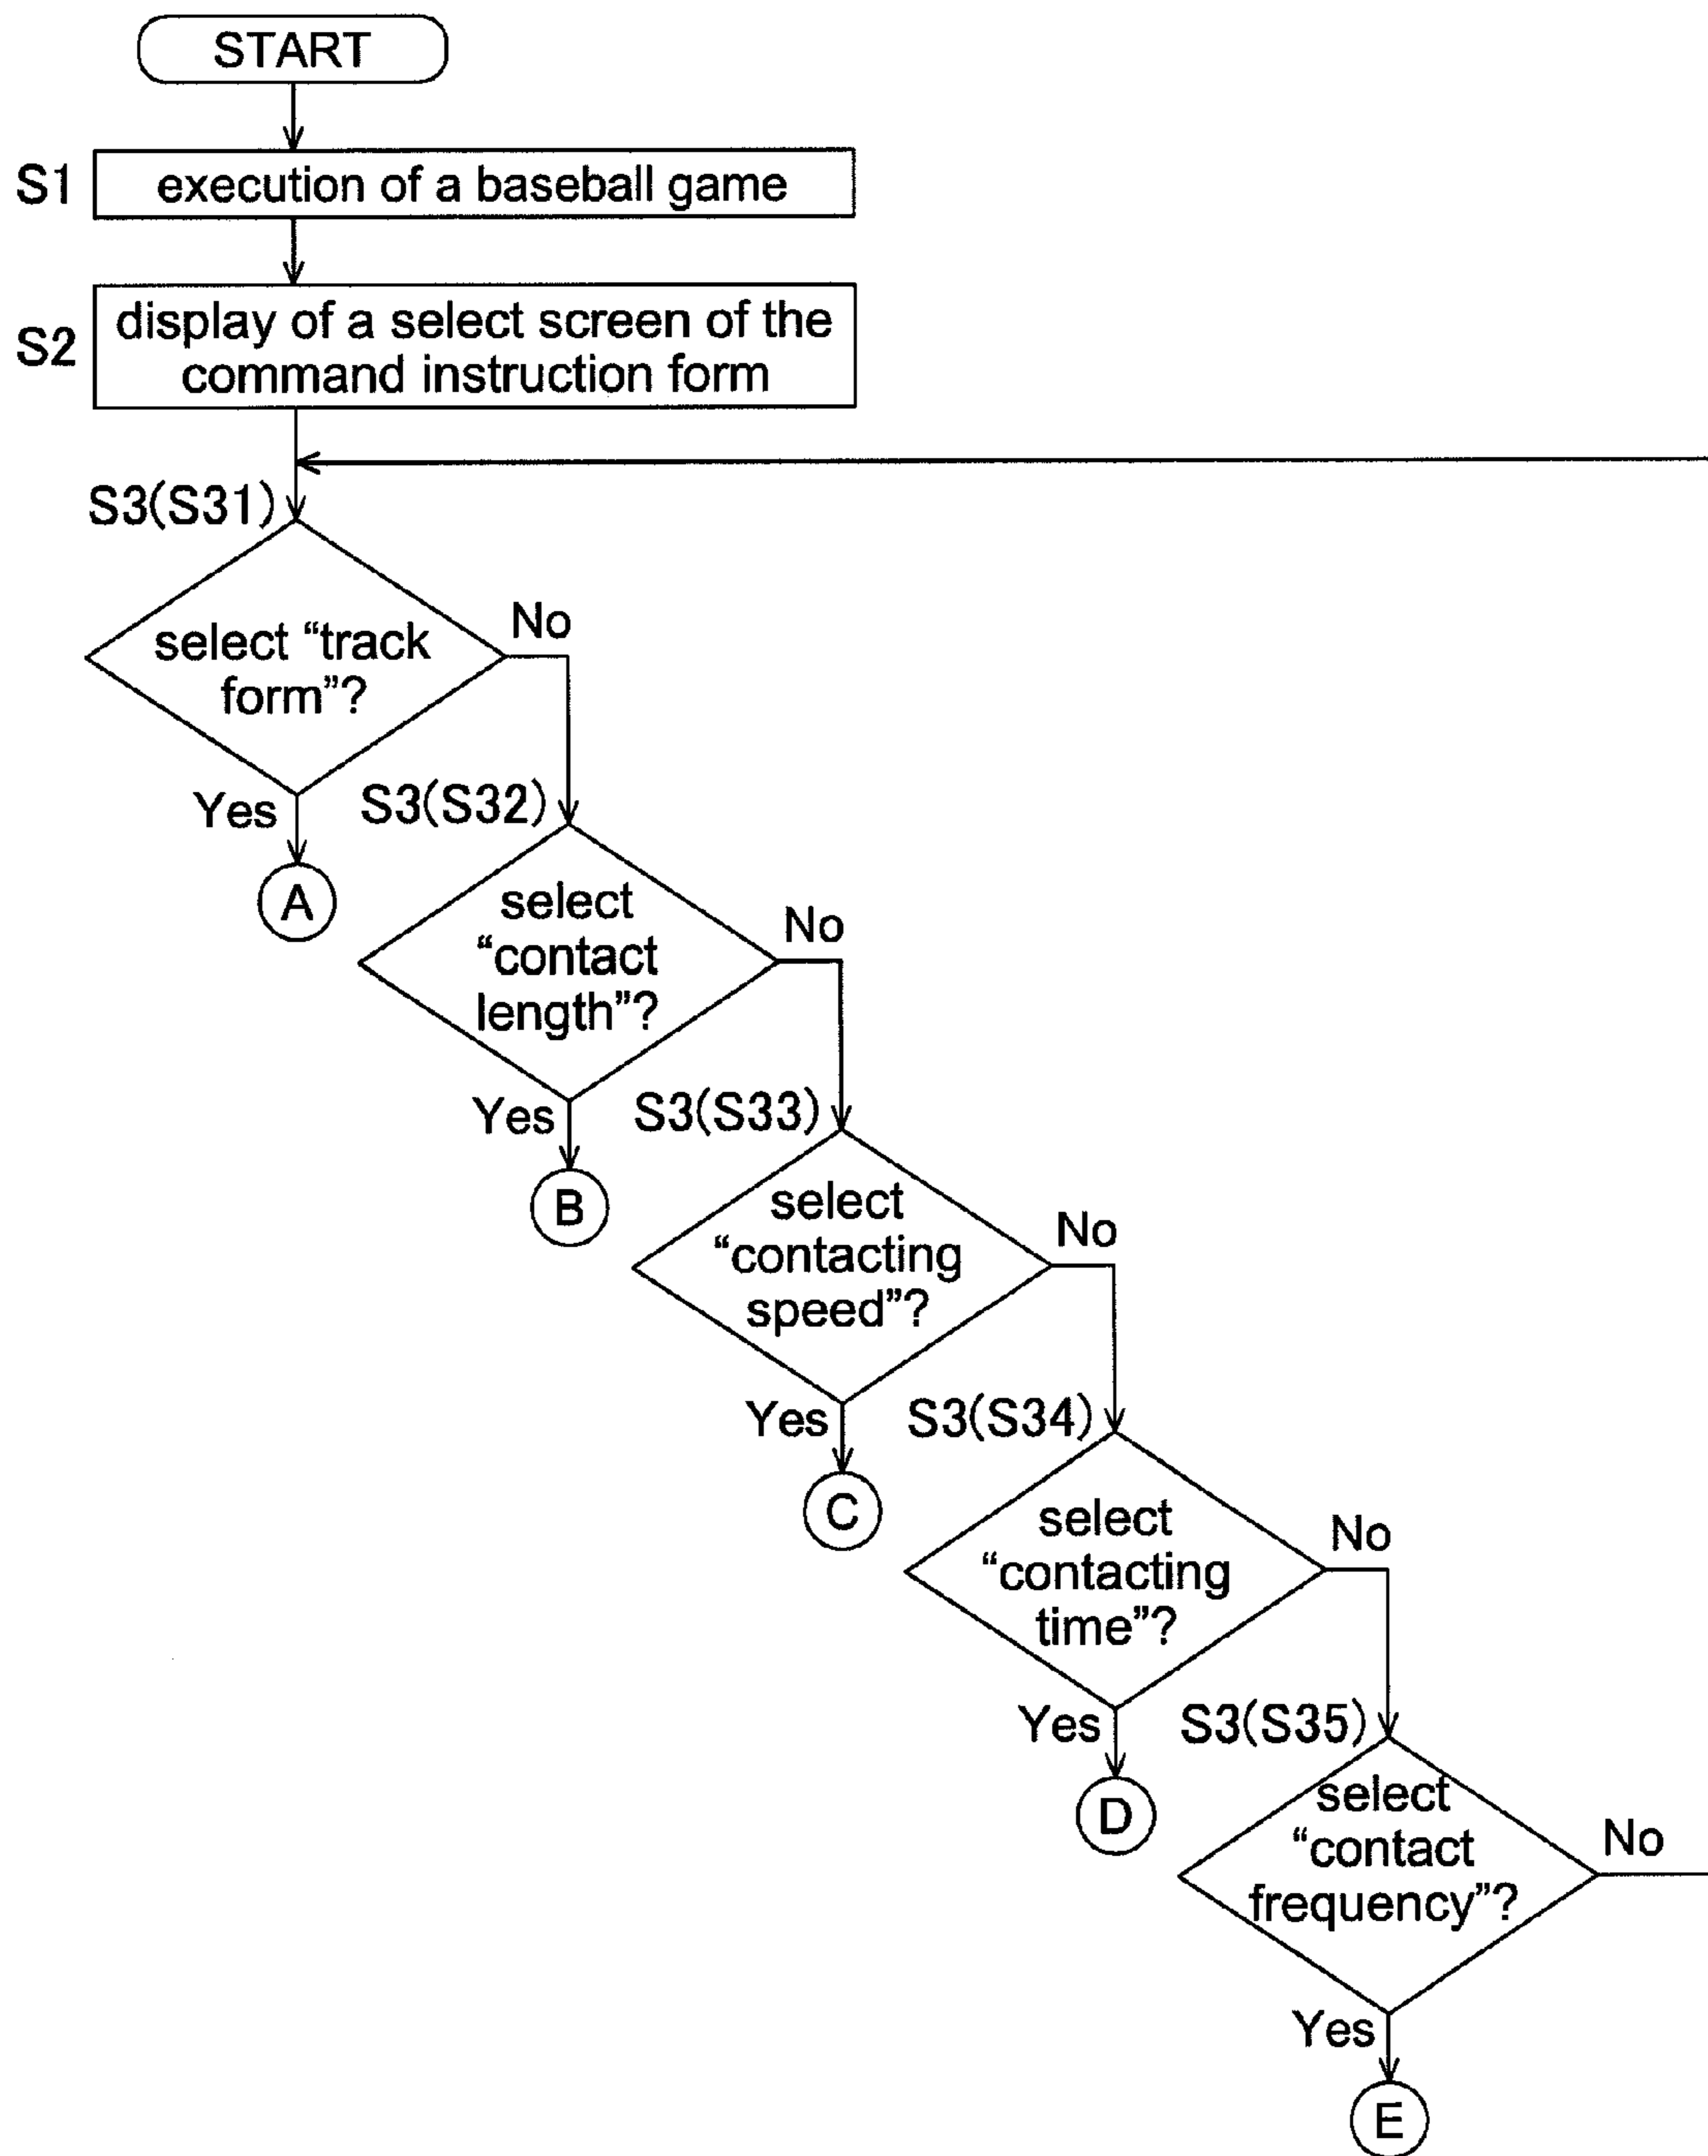 START
S1
execution of a baseball game
S2
display of a select screen of the
command instruction form
S3(S31)
select “track
form”?
No
Yes
A
S3(S32)
select
“contact
length”?
No
Yes
B
S3(S33)
select
“contacting
speed”?
No
Yes
C
S3(S34)
select
“contacting
time”?
No
Yes
D
S3(S35)
select
“contact
frequency”?
No
Yes
E